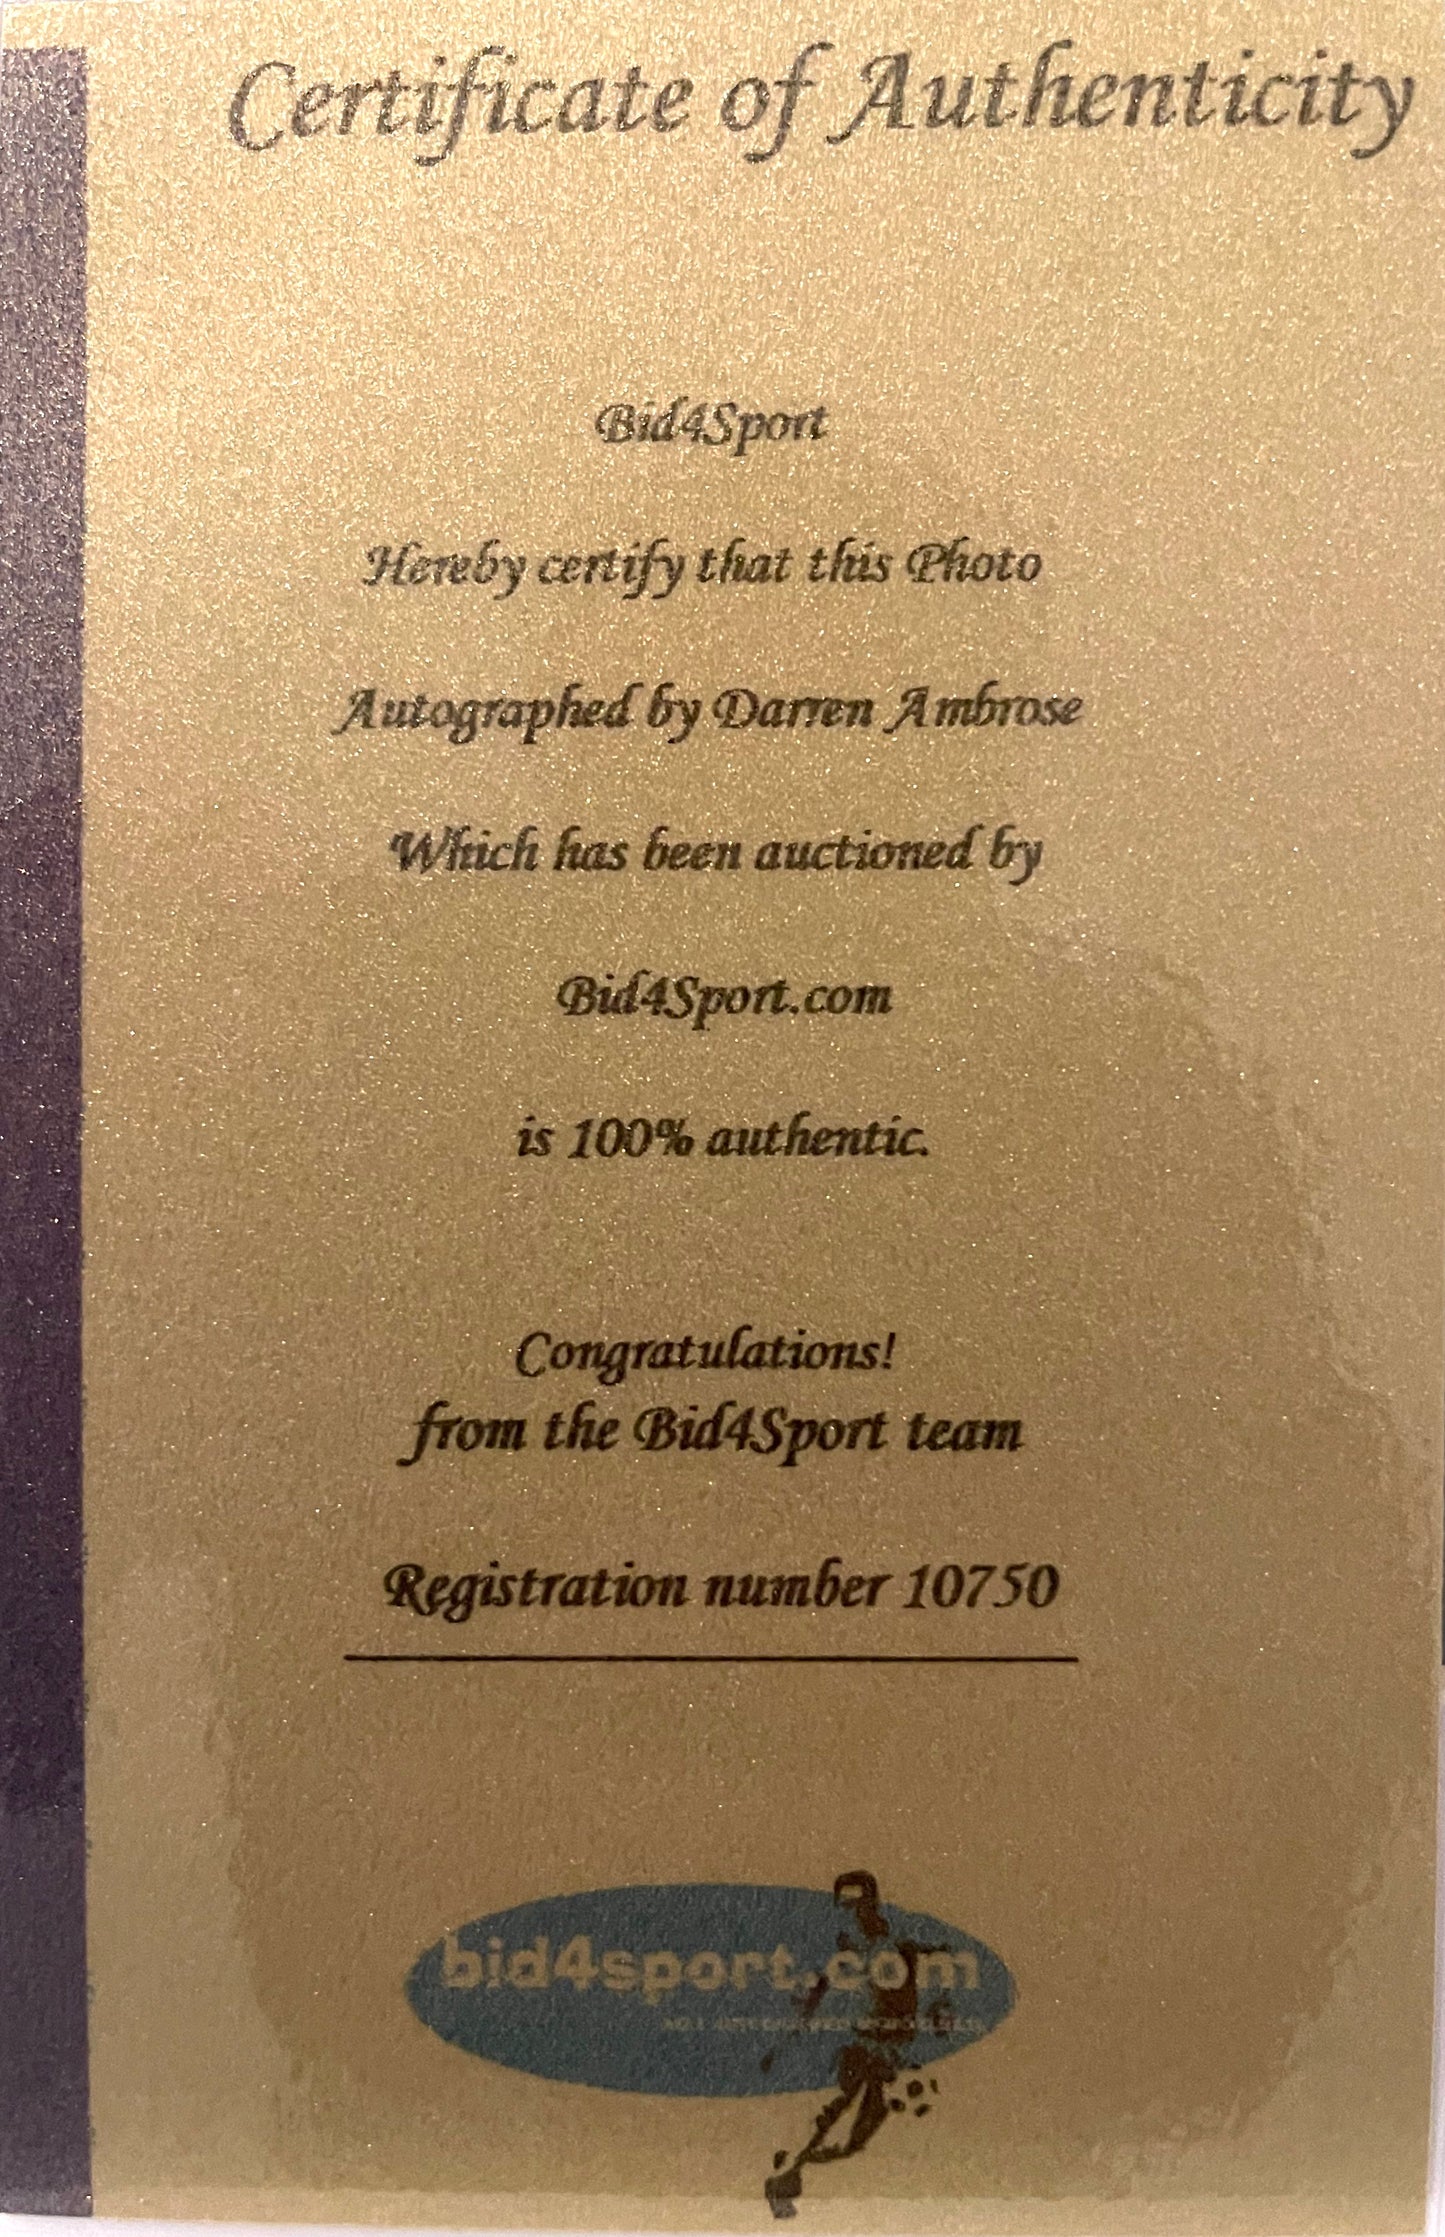 Certificate of Authenticity
Bid4Sport
Hereby certify that this Photo
Autographed by Darren Ambrose
Which has been auctioned by
Bid4Sport.com
is 100% authentic.
Congratulations!
from the Bid4Sport team
Registration number 10750
bid4sport.com